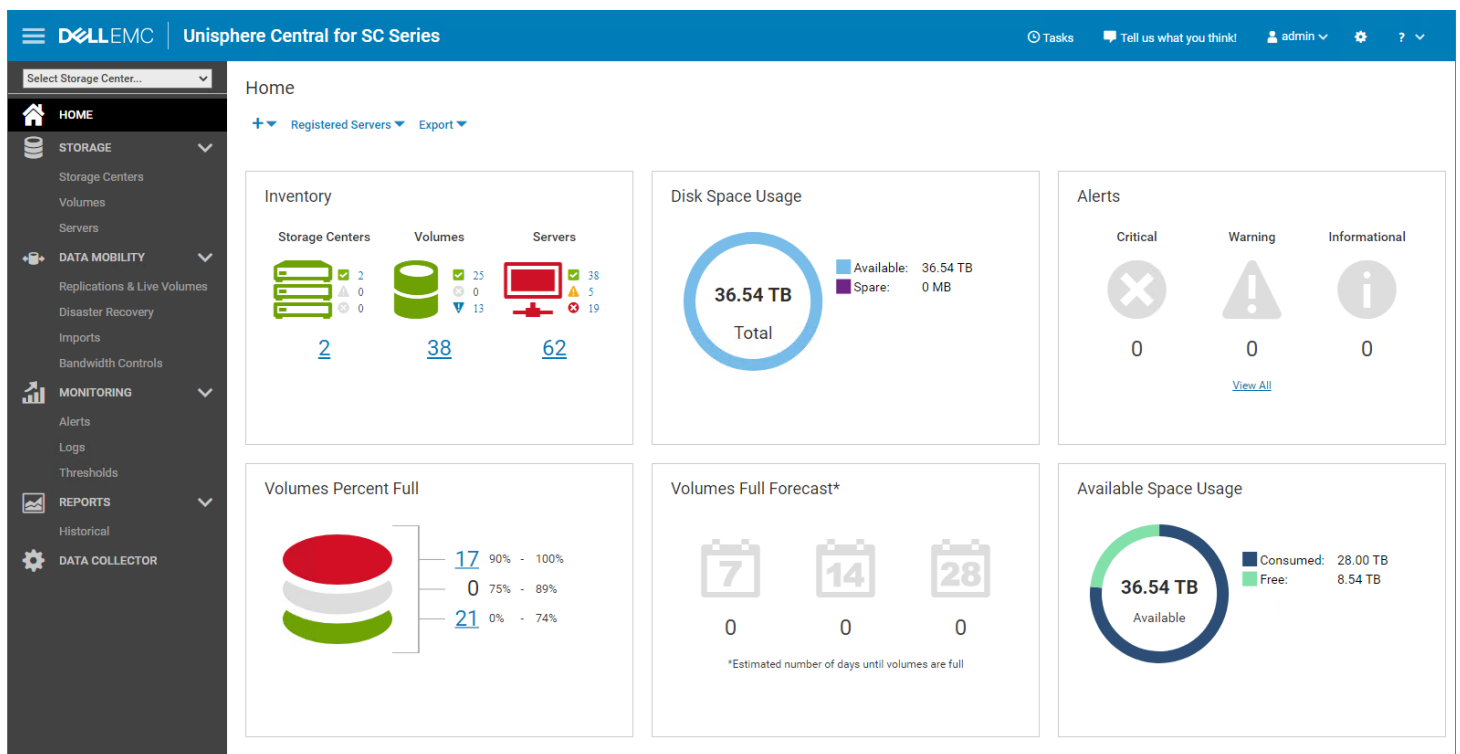 DELLEMC Unisphere Central for SC Series
Tasks
Tell us what you think!
admin
?
Select Storage Center...
HOME
STORAGE
Storage Centers
Volumes
Servers
DATA MOBILITY
Replications & Live Volumes
Disaster Recovery
Imports
Bandwidth Controls
MONITORING
Alerts
Logs
Thresholds
REPORTS
Historical
DATA COLLECTOR
Home
+ Registered Servers Export
Inventory
Storage Centers Volumes Servers
2 25 38
0 0 5
0 13 19
2 38 62
Disk Space Usage
36.54 TB
Total
Available: 36.54 TB
Spare: 0 MB
Alerts
Critical Warning Informational
0 0 0
View All
Volumes Percent Full
17 90% - 100%
0 75% - 89%
21 0% - 74%
Volumes Full Forecast*
7 14 28
0 0 0
*Estimated number of days until volumes are full
Available Space Usage
36.54 TB
Available
Consumed: 28.00 TB
Free: 8.54 TB